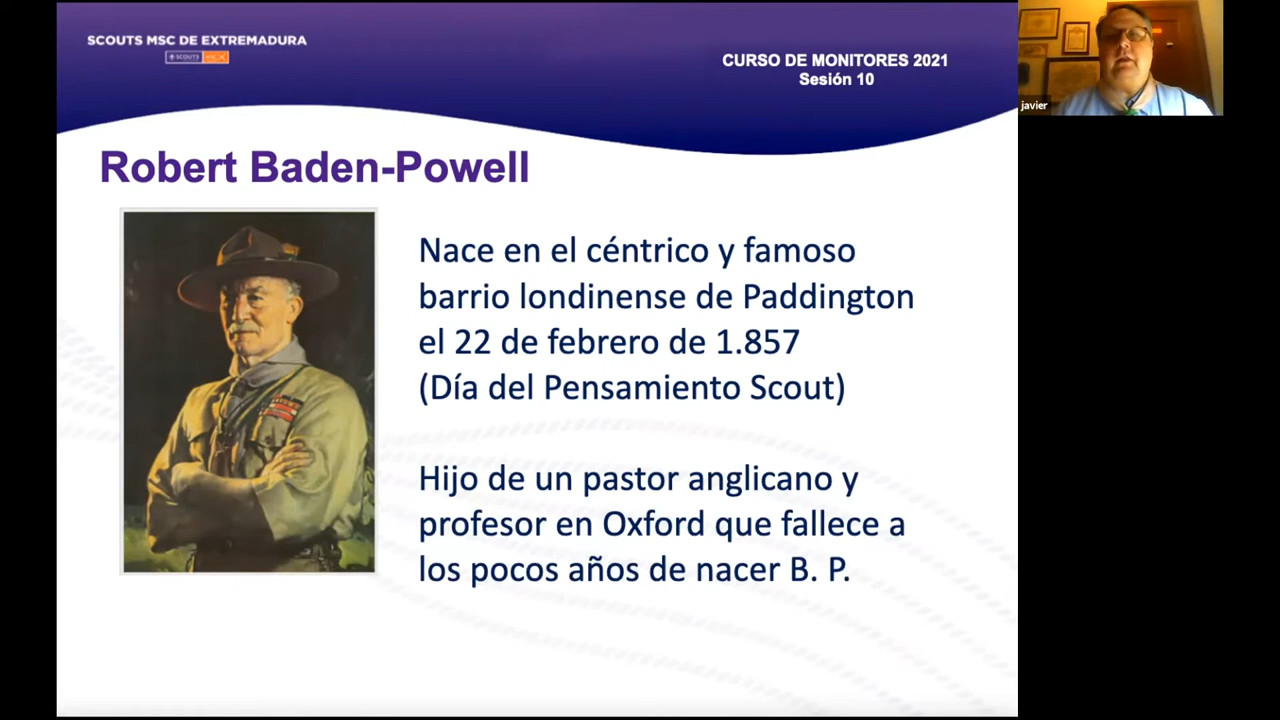 SCOUTS MSC DE EXTREMADURA
SCOUTS MSC
CURSO DE MONITORES 2021
Sesión 10
javier
Robert Baden-Powell
Nace en el céntrico y famoso
barrio londinense de Paddington
el 22 de febrero de 1.857
(Día del Pensamiento Scout)
Hijo de un pastor anglicano y
profesor en Oxford que fallece a
los pocos años de nacer B. P.